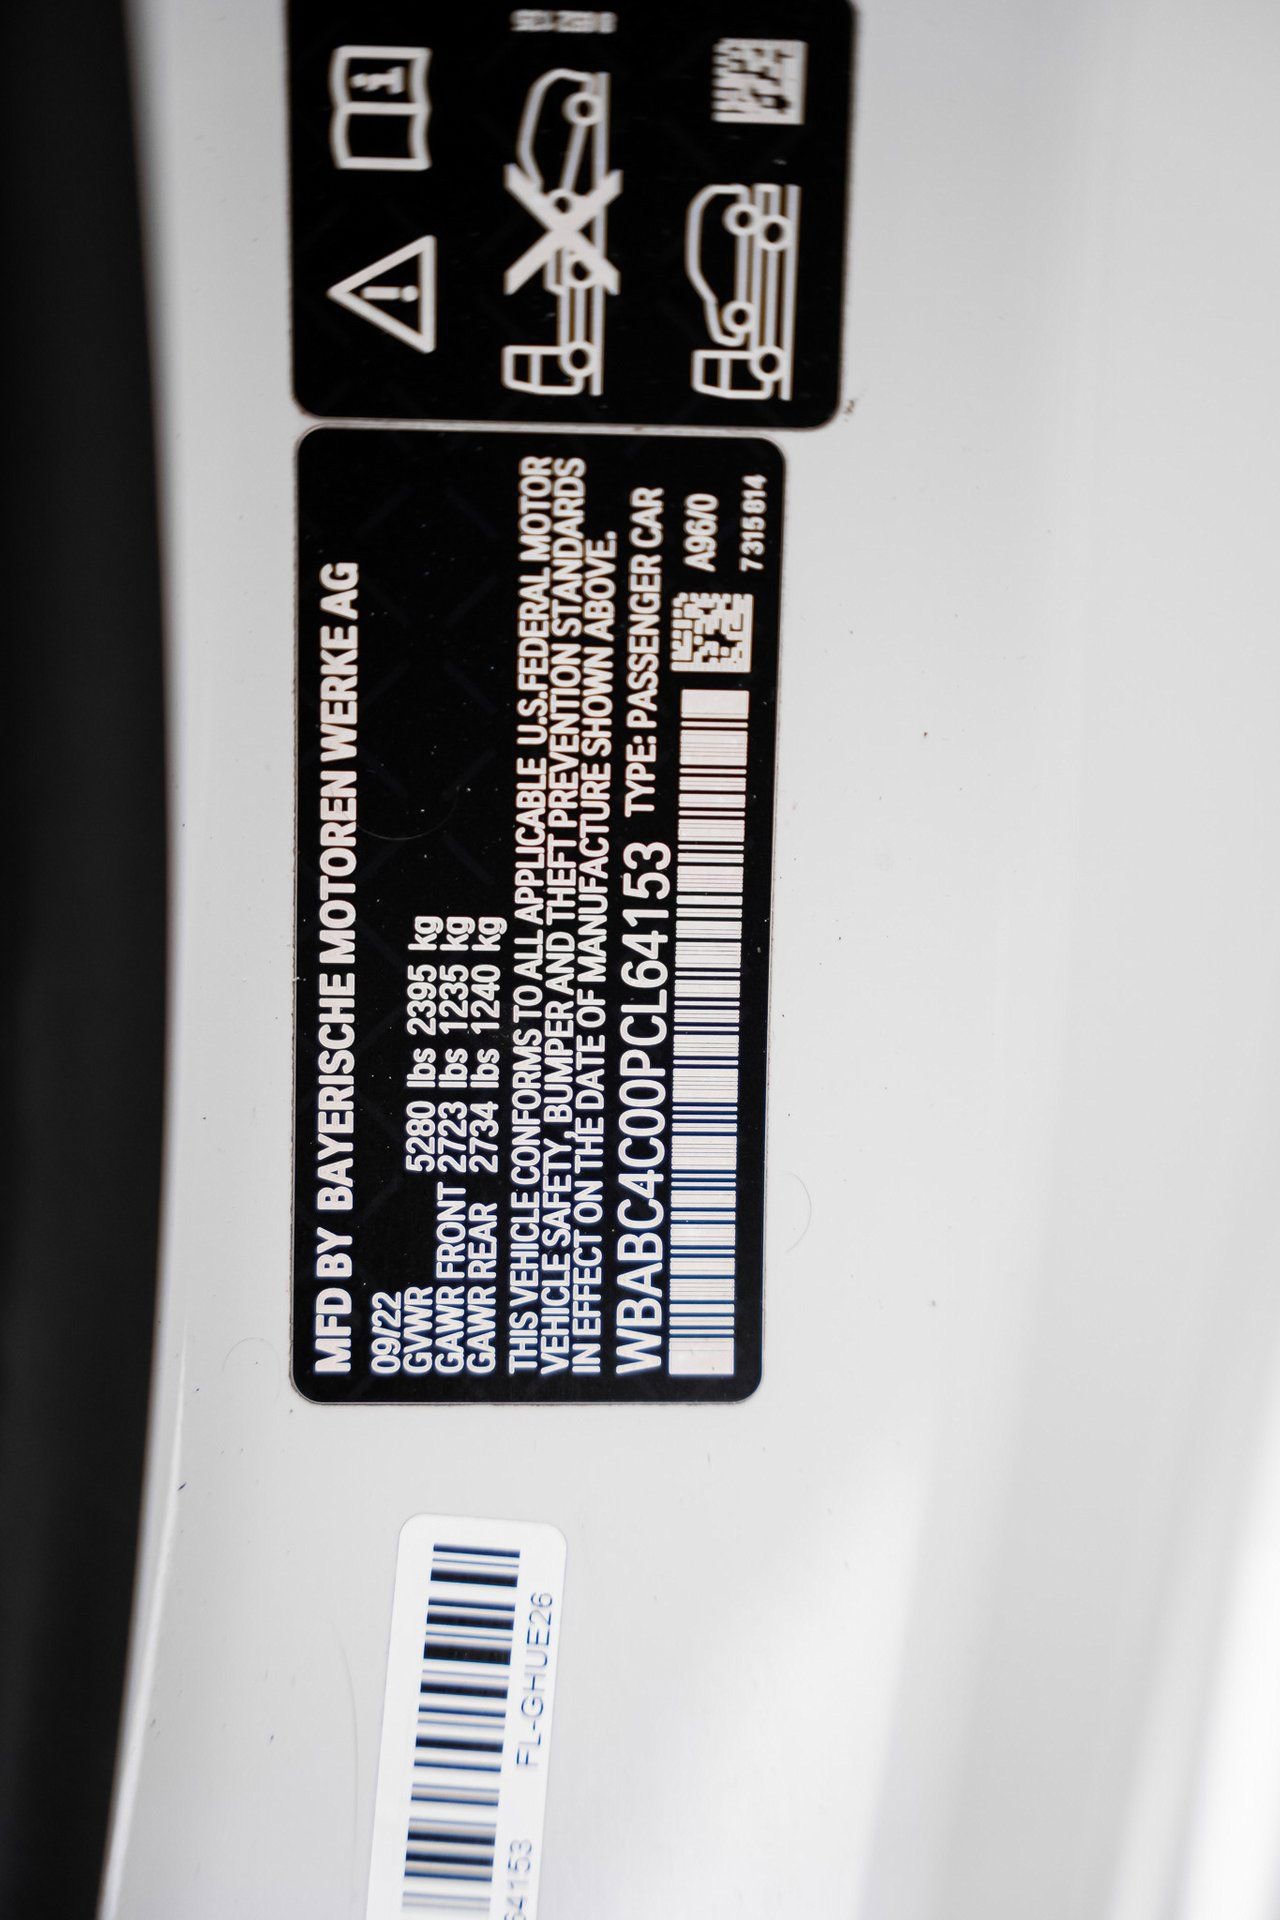 MFD BY BAYERISCHE MOTOREN WERKE AG
09/22
GVWR 5280 lbs 2395 kg
GAWR FRONT 2723 lbs 1235 kg
GAWR REAR 2734 lbs 1240 kg
THIS VEHICLE CONFORMS TO ALL APPLICABLE U.S.FEDERAL MOTOR
VEHICLE SAFETY, BUMPER AND THEFT PREVENTION STANDARDS
IN EFFECT ON THE DATE OF MANUFACTURE SHOWN ABOVE.
WBABC4C00PCL64153 TYPE: PASSENGER CAR
A96/0
7 315 814
64153 FL-GHUE26